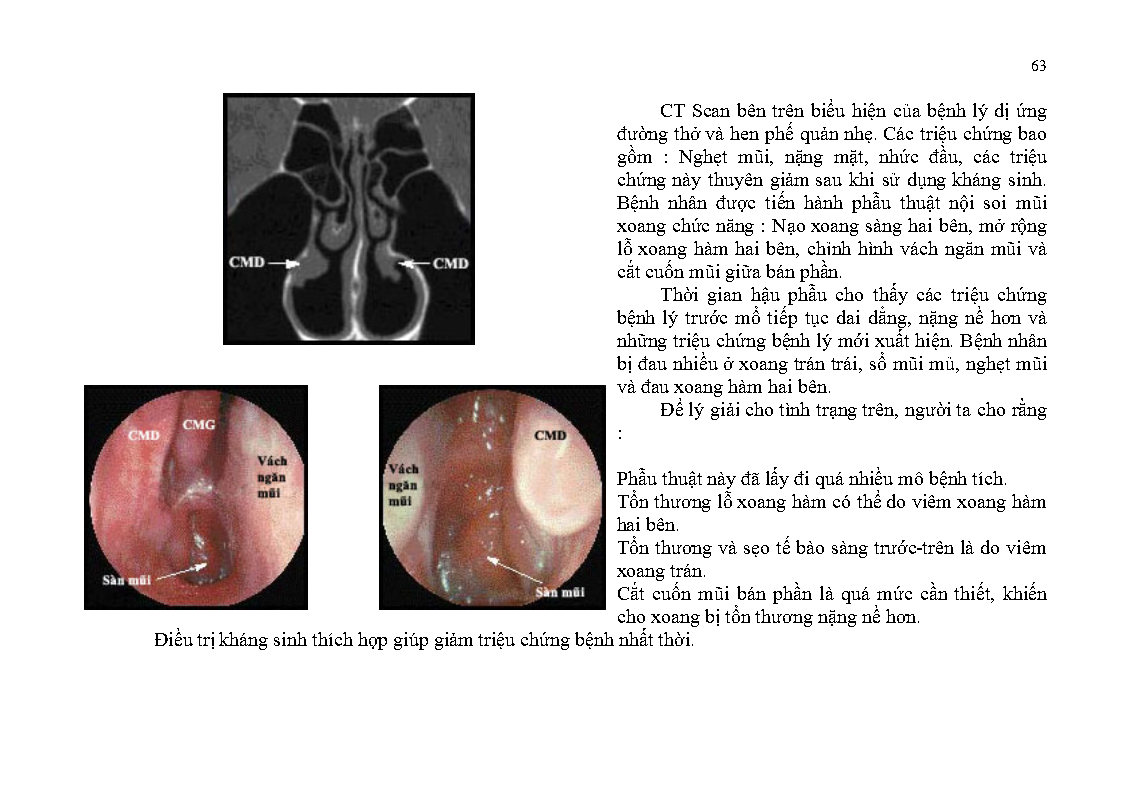 63
CT Scan bên trên biểu hiện của bệnh lý dị ứng
đường thở và hen phế quản nhẹ. Các triệu chứng bao
gồm : Nghẹt mũi, nặng mặt, nhức đầu, các triệu
chứng này thuyên giảm sau khi sử dụng kháng sinh.
Bệnh nhân được tiến hành phẫu thuật nội soi mũi
xoang chức năng : Nạo xoang sàng hai bên, mở rộng
lỗ xoang hàm hai bên, chỉnh hình vách ngăn mũi và
cắt cuốn mũi giữa bán phần.
Thời gian hậu phẫu cho thấy các triệu chứng
bệnh lý trước mổ tiếp tục dai dẳng, nặng nề hơn và
những triệu chứng bệnh lý mới xuất hiện. Bệnh nhân
bị đau nhiều ở xoang trán trái, sổ mũi mủ, nghẹt mũi
và đau xoang hàm hai bên.
Để lý giải cho tình trạng trên, người ta cho rằng
:
CMD
CMD
CMD
CMG
Vách
ngăn
mũi
Sàn mũi
CMD
Vách
ngăn
mũi
Sàn mũi
Phẫu thuật này đã lấy đi quá nhiều mô bệnh tích.
Tổn thương lỗ xoang hàm có thể do viêm xoang hàm
hai bên.
Tổn thương và sẹo tế bào sàng trước-trên là do viêm
xoang trán.
Cắt cuốn mũi bán phần là quá mức cần thiết, khiến
cho xoang bị tổn thương nặng nề hơn.
Điều trị kháng sinh thích hợp giúp giảm triệu chứng bệnh nhất thời.